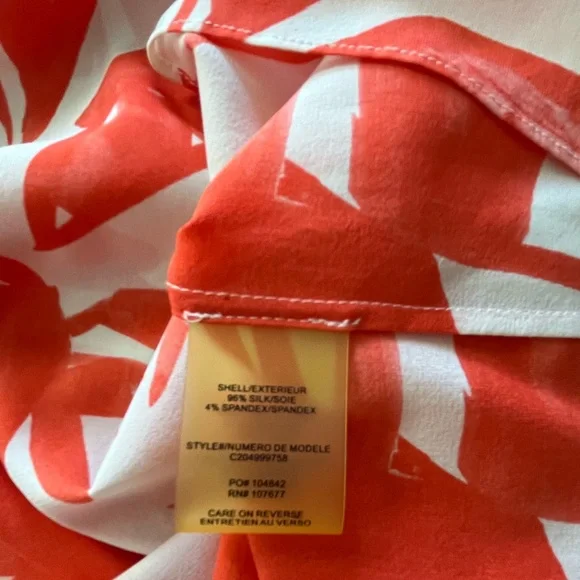 SHELL/EXTERIEUR
96% SILK/SOIE
4% SPANDEX/SPANDEX
STYLE#/NUMERO DE MODELE
C204999758
PO# 104842
RN# 107677
CARE ON REVERSE
ENTRETIEN AU VERSO